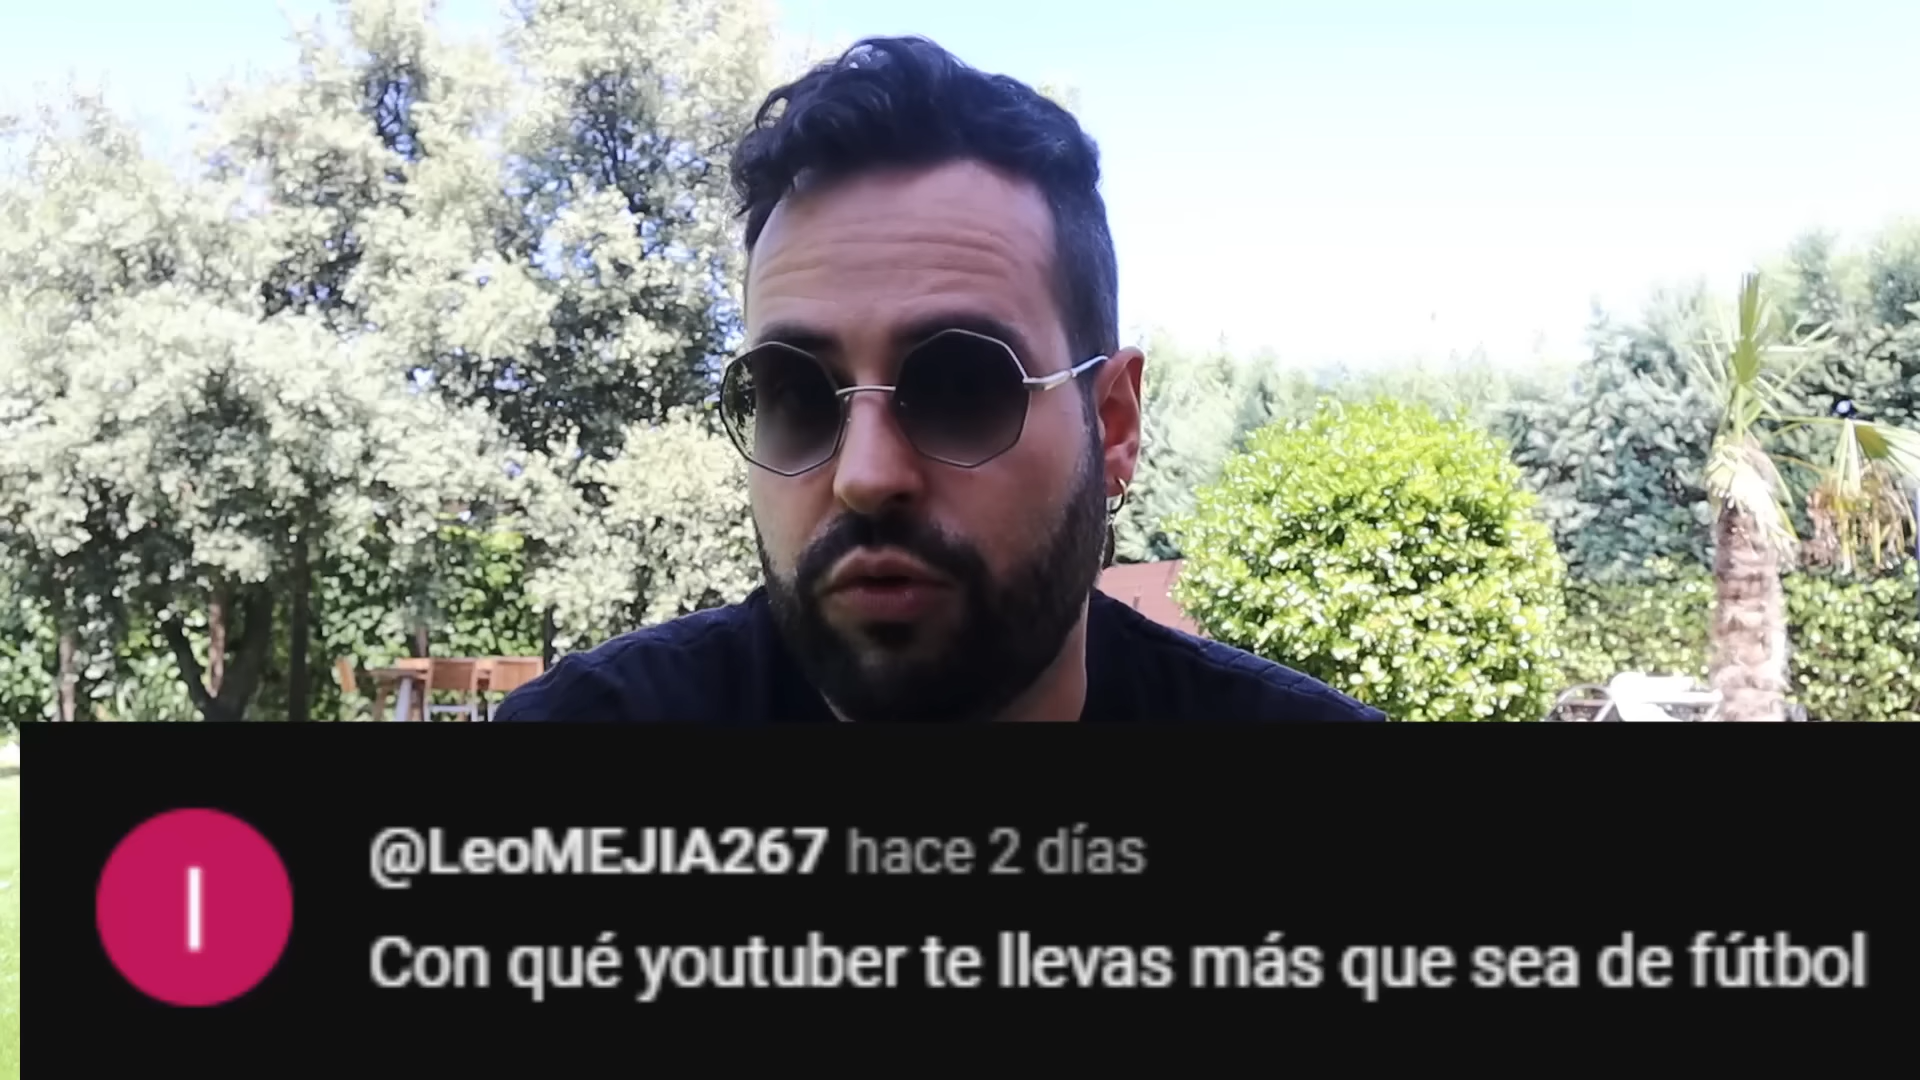 I
@LeoMEJIA267 hace 2 días
Con qué youtuber te llevas más que sea de fútbol